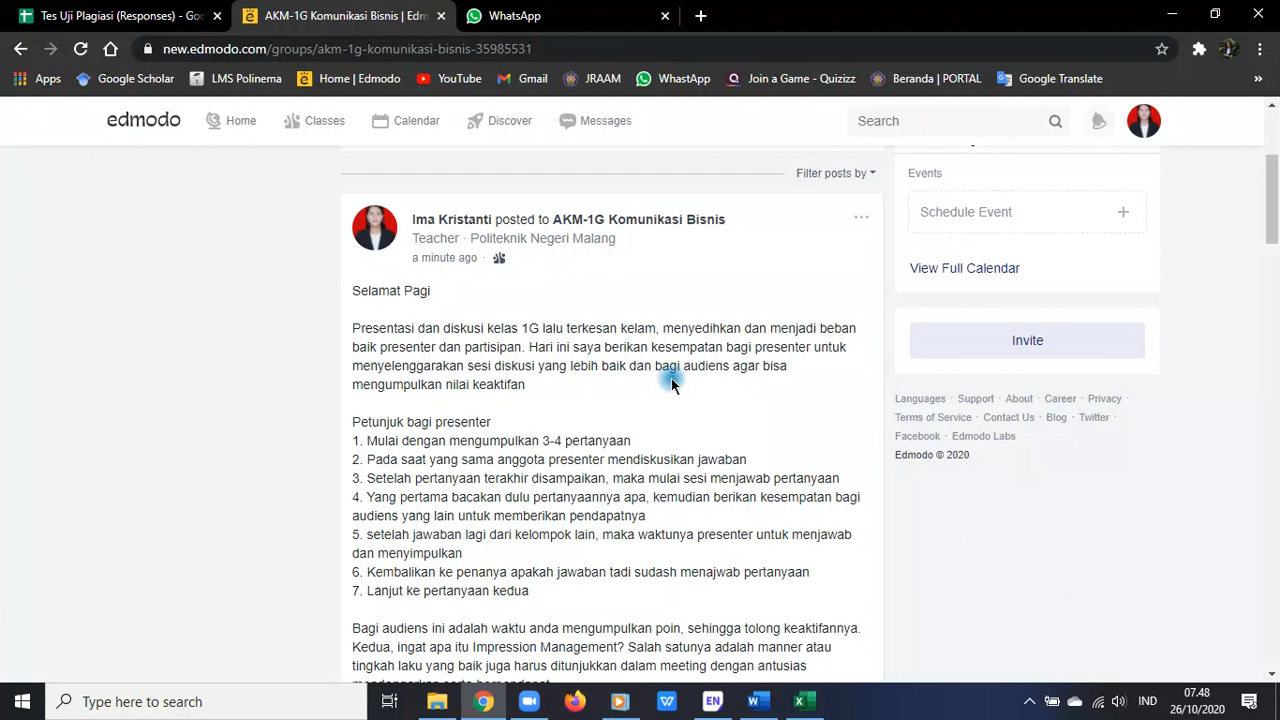 Tes Uji Plagiasi (Responses) - Goo
AKM-1G Komunikasi Bisnis | Edm
WhatsApp
new.edmodo.com/groups/akm-1g-komunikasi-bisnis-35985531
Apps
Google Scholar
LMS Polinema
Home | Edmodo
YouTube
Gmail
JRAAM
WhastApp
Join a Game - Quizizz
Beranda | PORTAL
Google Translate
edmodo
Home
Classes
Calendar
Discover
Messages
Search
Filter posts by
Events
Schedule Event
View Full Calendar
Invite
Languages · Support · About · Career · Privacy ·
Terms of Service · Contact Us · Blog · Twitter ·
Facebook · Edmodo Labs
Edmodo © 2020
Ima Kristanti posted to AKM-1G Komunikasi Bisnis
Teacher · Politeknik Negeri Malang
a minute ago ·
Selamat Pagi
Presentasi dan diskusi kelas 1G lalu terkesan kelam, menyedihkan dan menjadi beban
baik presenter dan partisipan. Hari ini saya berikan kesempatan bagi presenter untuk
menyelenggarakan sesi diskusi yang lebih baik dan bagi audiens agar bisa
mengumpulkan nilai keaktifan
Petunjuk bagi presenter
1. Mulai dengan mengumpulkan 3-4 pertanyaan
2. Pada saat yang sama anggota presenter mendiskusikan jawaban
3. Setelah pertanyaan terakhir disampaikan, maka mulai sesi menjawab pertanyaan
4. Yang pertama bacakan dulu pertanyaannya apa, kemudian berikan kesempatan bagi
audiens yang lain untuk memberikan pendapatnya
5. setelah jawaban lagi dari kelompok lain, maka waktunya presenter untuk menjawab
dan menyimpulkan
6. Kembalikan ke penanya apakah jawaban tadi sudash menajwab pertanyaan
7. Lanjut ke pertanyaan kedua
Bagi audiens ini adalah waktu anda mengumpulkan poin, sehingga tolong keaktifannya.
Kedua, ingat apa itu Impression Management? Salah satunya adalah manner atau
tingkah laku yang baik juga harus ditunjukkan dalam meeting dengan antusias
Type here to search
EN
IND
07.48
26/10/2020